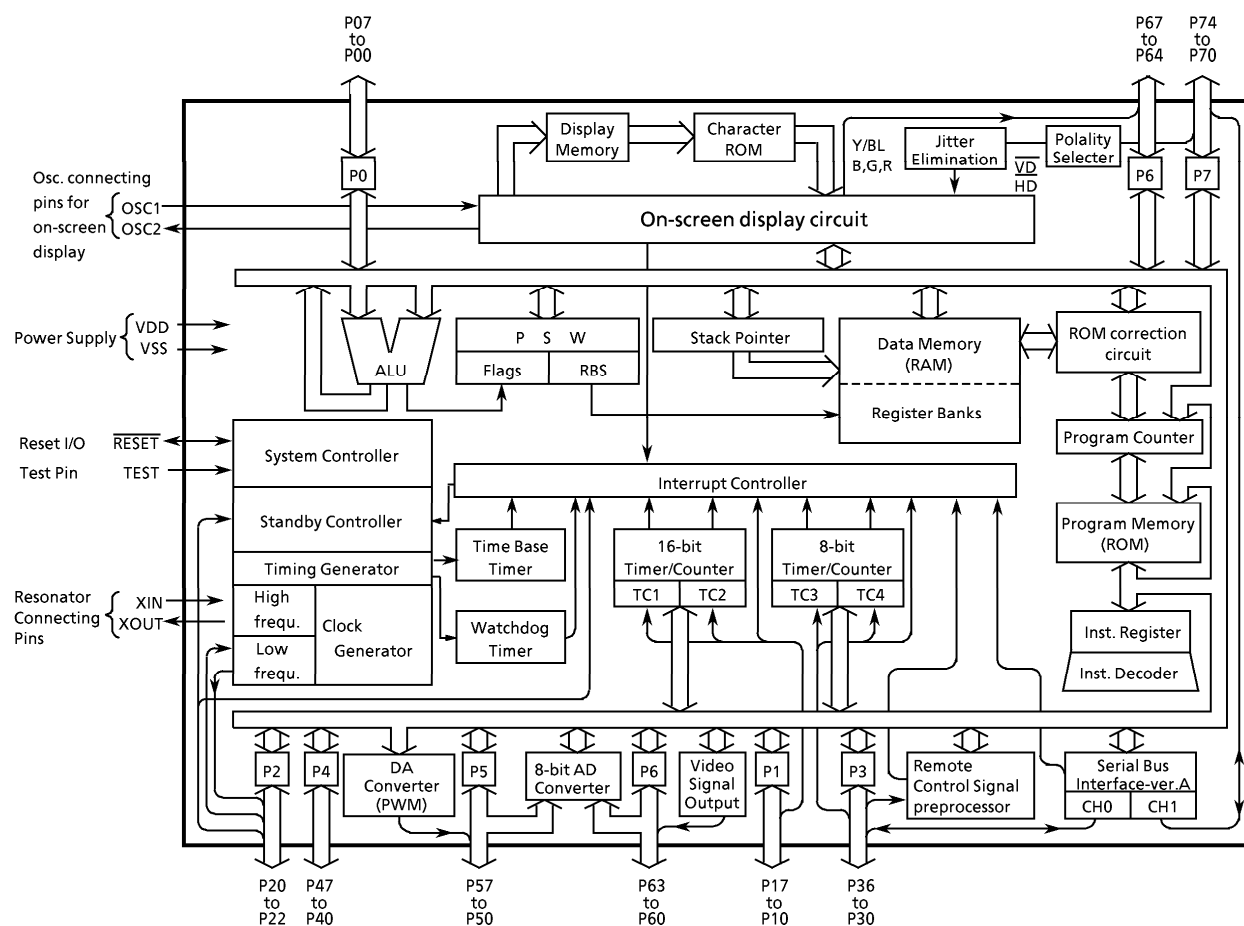 P07
to
P00
P67
to
P64
P74
to
P70
Display
Memory
Character
ROM
Y/BL
B,G,R
Jitter
Elimination
VD
HD
Polality
Selecter
P0
P6
P7
Osc. connecting
pins for
on-screen
display
OSC1
OSC2
On-screen display circuit
Power Supply
VDD
VSS
ALU
P S W
Flags
RBS
Stack Pointer
Data Memory
(RAM)
Register Banks
ROM correction
circuit
Program Counter
Program Memory
(ROM)
Inst. Register
Inst. Decoder
Reset I/O
RESET
Test Pin
TEST
System Controller
Standby Controller
Timing Generator
High
frequ.
Low
frequ.
Clock
Generator
Resonator
Connecting
Pins
XIN
XOUT
Interrupt Controller
Time Base
Timer
Watchdog
Timer
16-bit
Timer/Counter
TC1
TC2
8-bit
Timer/Counter
TC3
TC4
P2
P4
DA
Converter
(PWM)
P5
8-bit AD
Converter
P6
Video
Signal
Output
P1
P3
Remote
Control Signal
preprocessor
Serial Bus
Interface-ver.A
CH0
CH1
P20
to
P22
P47
to
P40
P57
to
P50
P63
to
P60
P17
to
P10
P36
to
P30